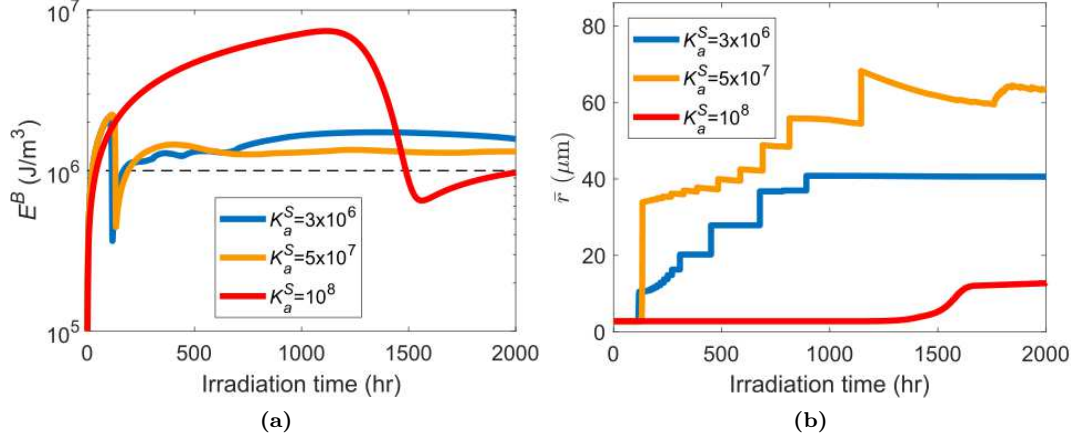 10^7
10^6
10^5
E^B (J/m^3)
K_a^S=3x10^6
K_a^S=5x10^7
K_a^S=10^8
0 500 1000 1500 2000
Irradiation time (hr)
(a)
80
60
40
20
0
r̄ (μm)
K_a^S=3x10^6
K_a^S=5x10^7
K_a^S=10^8
0 500 1000 1500 2000
Irradiation time (hr)
(b)